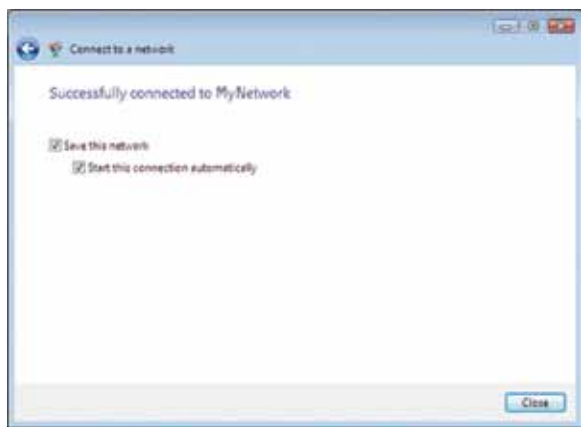 Connect to a network
Successfully connected to MyNetwork
Save this network
Start this connection automatically
Close